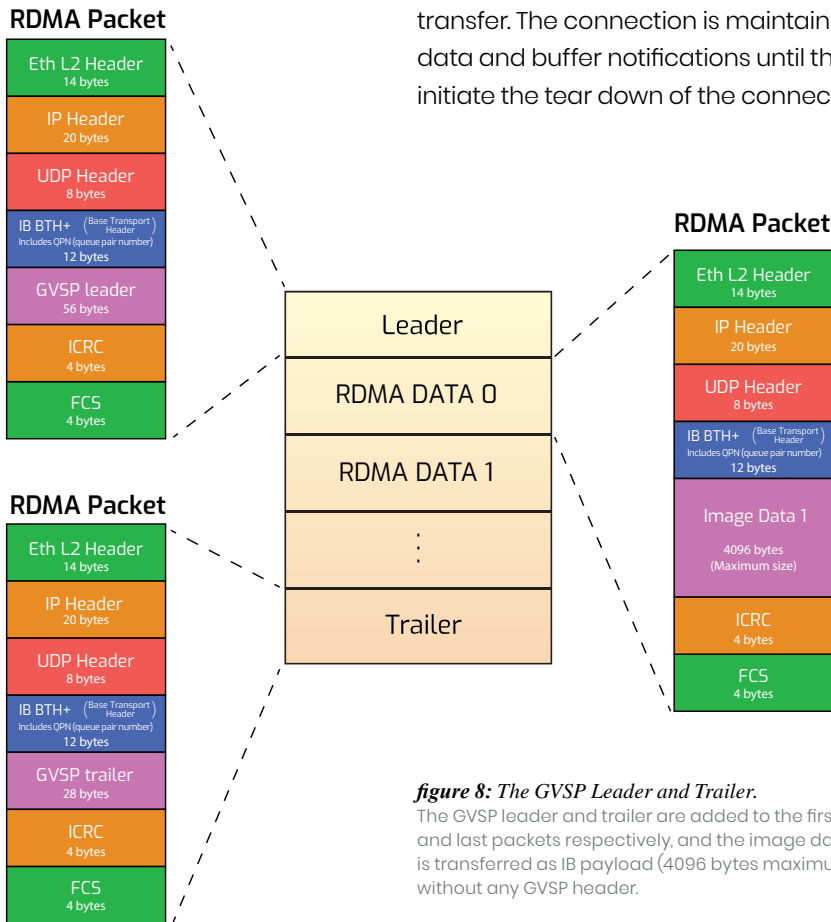 RDMA Packet
Eth L2 Header
14 bytes
IP Header
20 bytes
UDP Header
8 bytes
IB BTH+ (Base Transport Header)
Includes QPN (queue pair number)
12 bytes
GVSP leader
56 bytes
ICRC
4 bytes
FCS
4 bytes
RDMA Packet
Eth L2 Header
14 bytes
IP Header
20 bytes
UDP Header
8 bytes
IB BTH+ (Base Transport Header)
Includes QPN (queue pair number)
12 bytes
GVSP trailer
28 bytes
ICRC
4 bytes
FCS
4 bytes
transfer. The connection is maintain
data and buffer notifications until th
initiate the tear down of the connec
Leader
RDMA DATA 0
RDMA DATA 1
⋮
Trailer
RDMA Packet
Eth L2 Header
14 bytes
IP Header
20 bytes
UDP Header
8 bytes
IB BTH+ (Base Transport Header)
Includes QPN (queue pair number)
12 bytes
Image Data 1
4096 bytes
(Maximum size)
ICRC
4 bytes
FCS
4 bytes
figure 8: The GVSP Leader and Trailer.
The GVSP leader and trailer are added to the firs
and last packets respectively, and the image da
is transferred as IB payload (4096 bytes maximu
without any GVSP header.